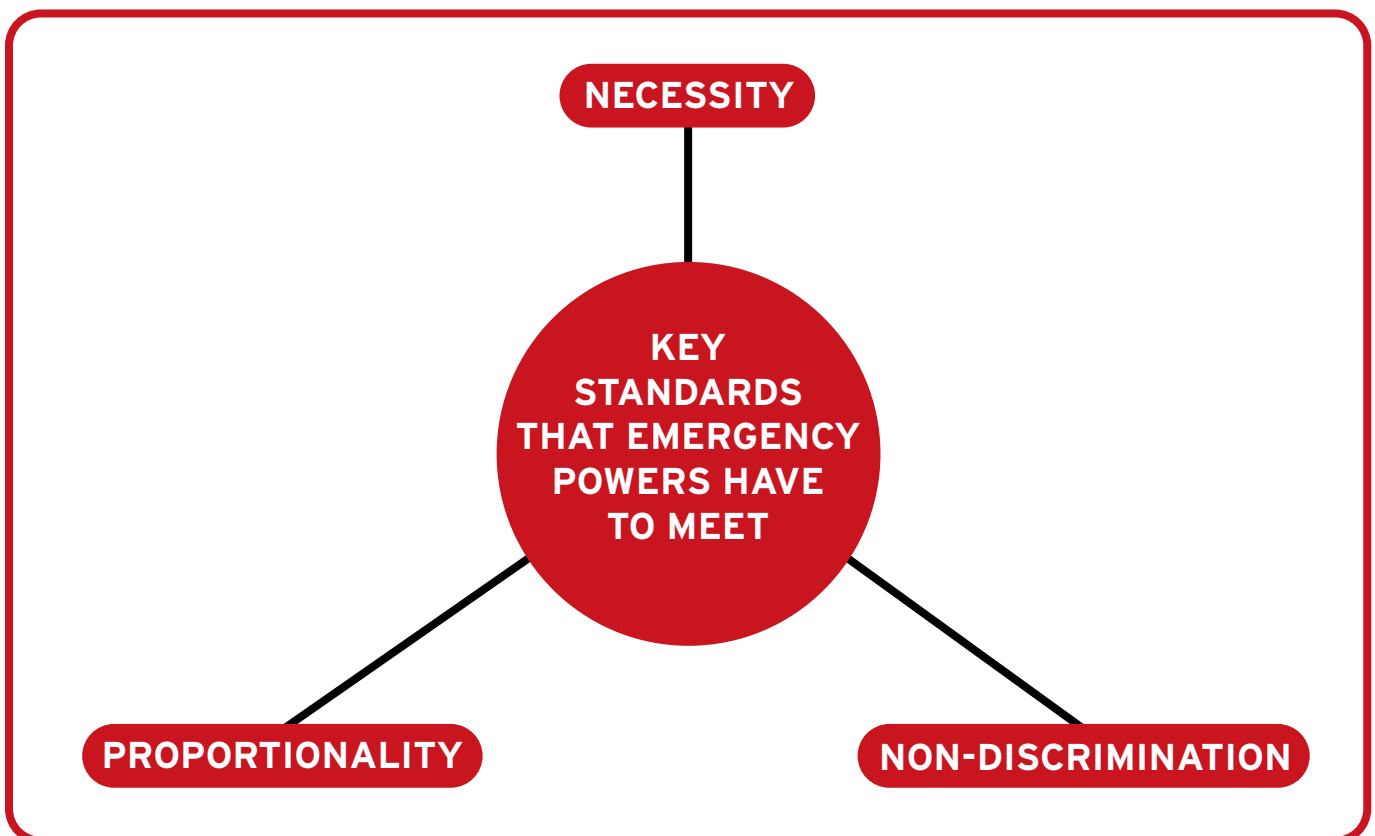 NECESSITY
KEY
STANDARDS
THAT EMERGENCY
POWERS HAVE
TO MEET
PROPORTIONALITY
NON-DISCRIMINATION